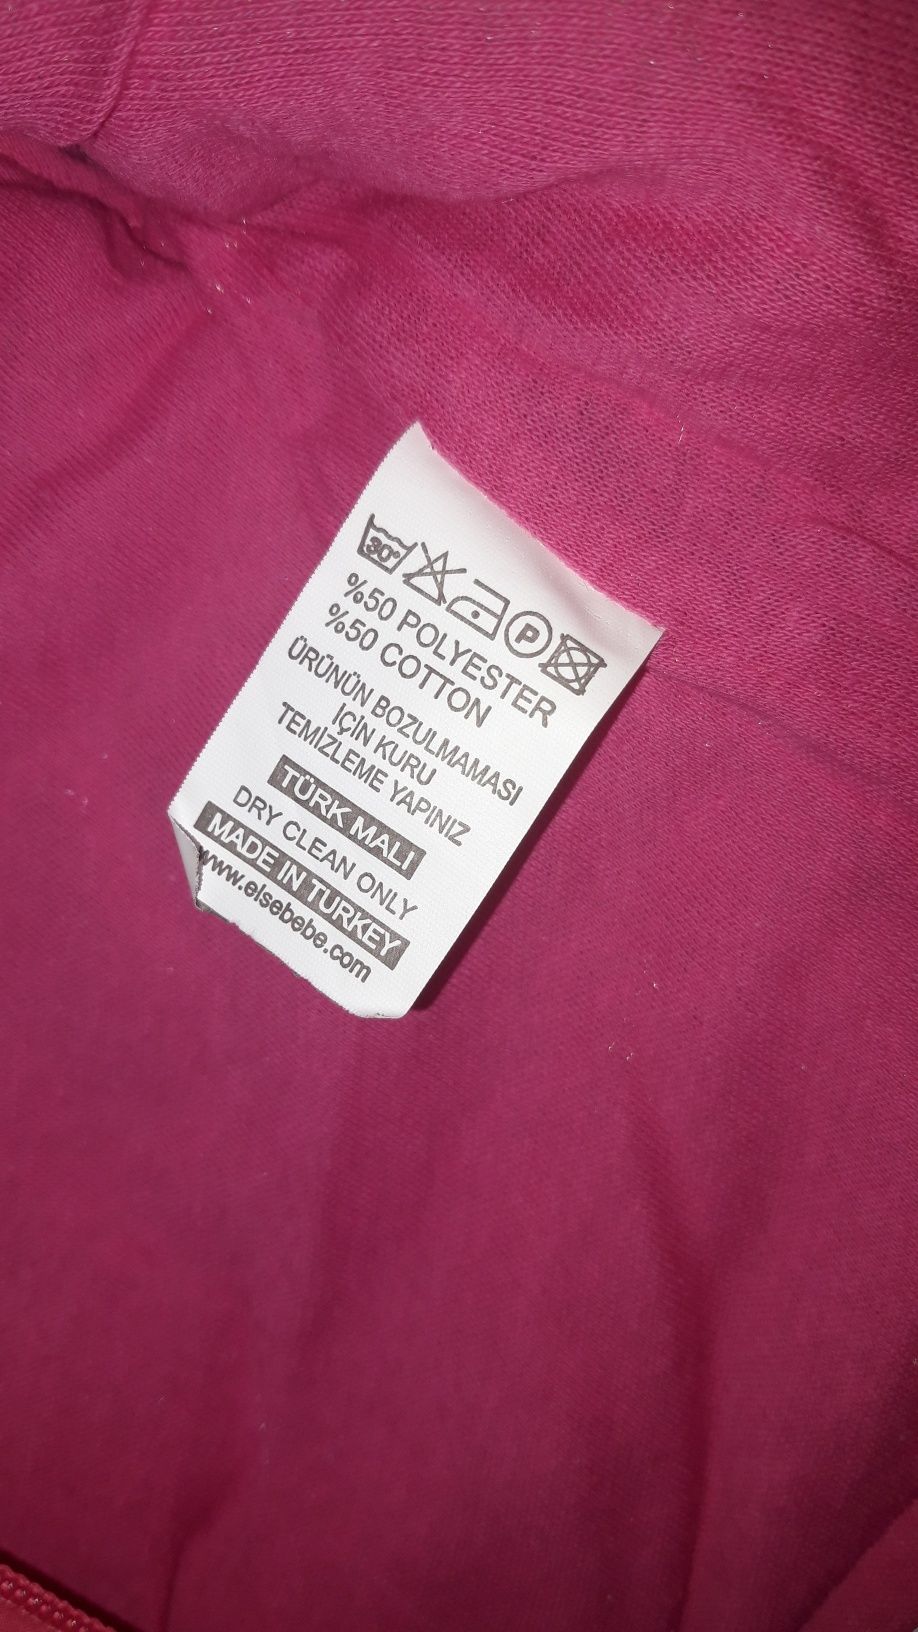 30°
P
%50 POLYESTER
%50 COTTON
ÜRÜNÜN BOZULMAMASI
İÇİN KURU
TEMİZLEME YAPINIZ
TÜRK MALI
DRY CLEAN ONLY
MADE IN TURKEY
www.elsebebe.com